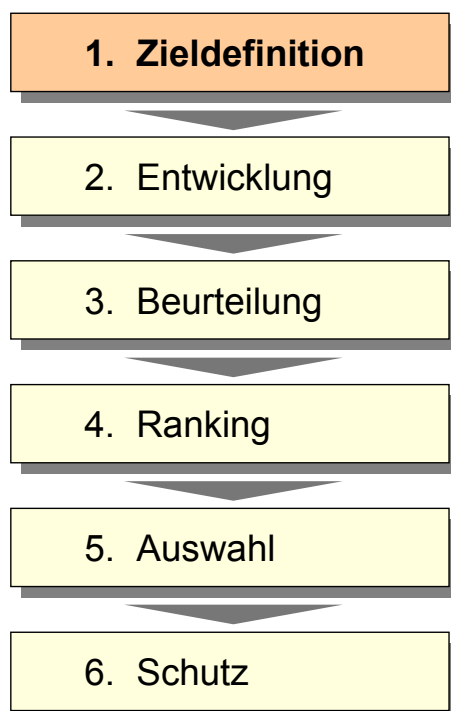 1. Zieldefinition
2. Entwicklung
3. Beurteilung
4. Ranking
5. Auswahl
6. Schutz